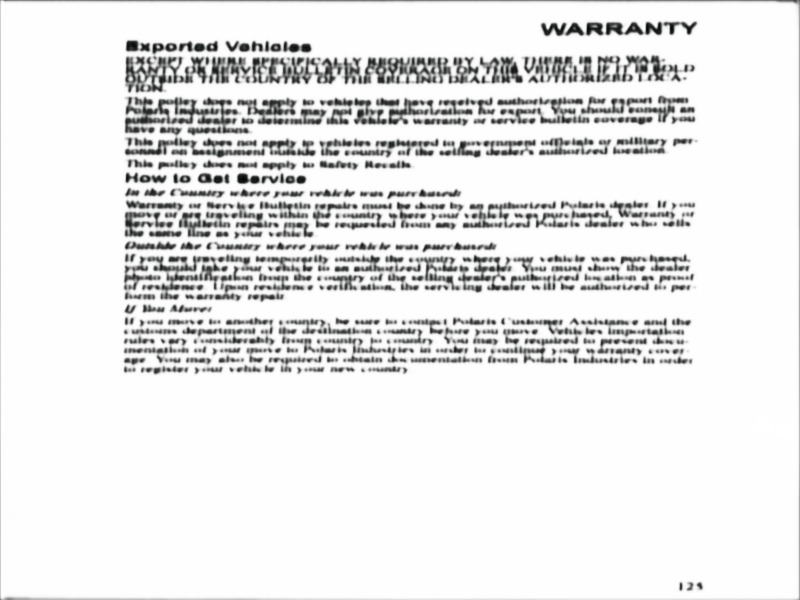 WARRANTY
Exported Vehicles
EXCEPT WHERE SPECIFICALLY REQUIRED BY LAW, THERE IS NO WAR-
RANTY OR SERVICE BULLETIN COVERAGE ON THIS VEHICLE IF IT IS SOLD
OUTSIDE THE COUNTRY OF THE SELLING DEALER'S AUTHORIZED LOCA-
TION.
This policy does not apply to vehicles that have received authorization for export from
Polaris Industries. Dealers may not give authorization for export. You should consult an
authorized dealer to determine this vehicle's warranty or service bulletin coverage if you
have any questions.
This policy does not apply to vehicles registered to government officials or military per-
sonnel on assignment outside the country of the selling dealer's authorized location.
This policy does not apply to Safety Recalls.
How to Get Service
In the Country where your vehicle was purchased:
Warranty or Service Bulletin repairs must be done by an authorized Polaris dealer. If you
move or are traveling within the country where your vehicle was purchased, Warranty or
Service Bulletin repairs may be requested from any authorized Polaris dealer who sells
the same line as your vehicle.
Outside the Country where your vehicle was purchased:
If you are traveling temporarily outside the country where your vehicle was purchased,
you should take your vehicle to an authorized Polaris dealer. You must show the dealer
photo identification from the country of the selling dealer's authorized location as proof
of residence. Upon residence verification, the servicing dealer will be authorized to per-
form the warranty repair.
If You Move:
If you move to another country, be sure to contact Polaris Customer Assistance and the
customs department of the destination country before you move. Vehicles importation
rules vary considerably from country to country. You may be required to present docu-
mentation of your move to Polaris Industries in order to continue your warranty cover-
age. You may also be required to obtain documentation from Polaris Industries in order
to register your vehicle in your new country.
125